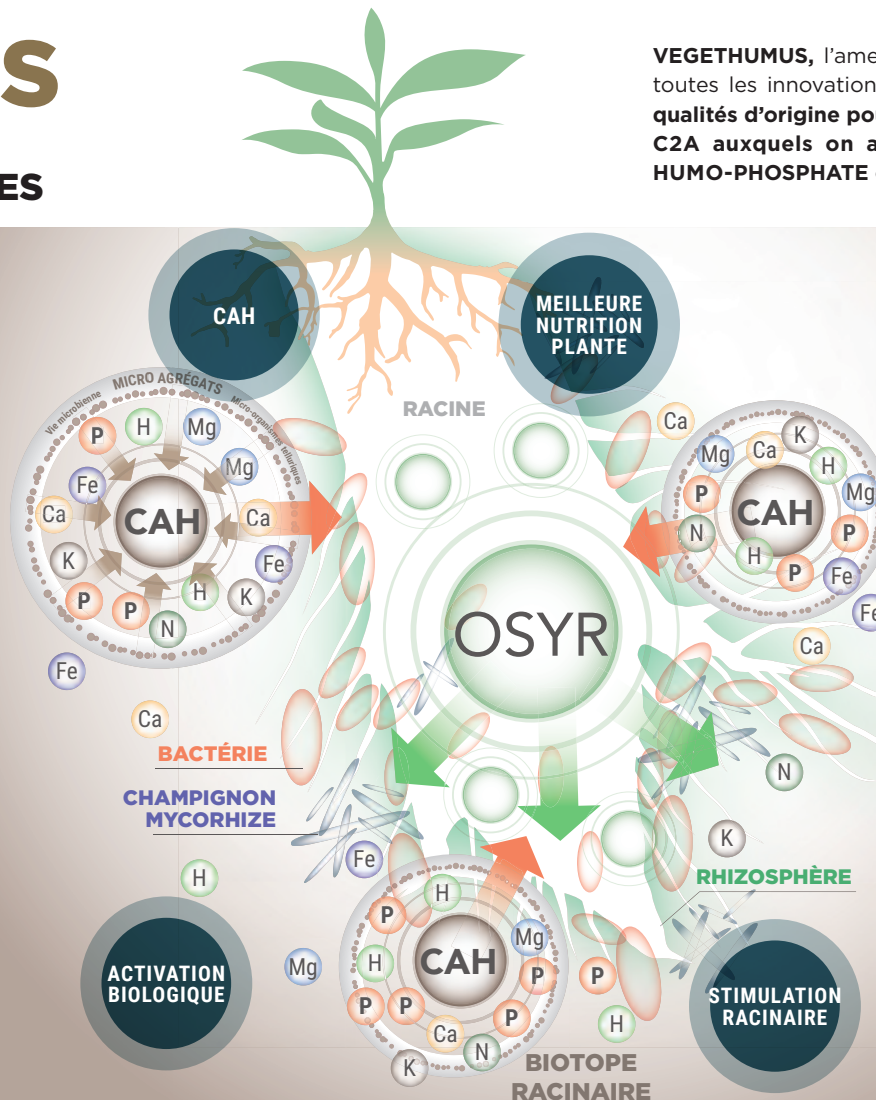 S
ES
VEGETHUMUS, l'ame
toutes les innovation
qualités d'origine po
C2A auxquels on a
HUMO-PHOSPHATE
CAH
MEILLEURE
NUTRITION
PLANTE
RACINE
MICRO AGRÉGATS
Vie microbienne
Micro-organismes telluriques
P
H
Mg
Fe
Mg
Ca
CAH
Ca
K
Fe
P
P
H
K
N
Fe
Ca
Ca
K
Mg
Ca
H
P
CAH
Mg
N
P
H
P
Fe
Fe
Ca
OSYR
BACTÉRIE
CHAMPIGNON
MYCORHIZE
N
K
Fe
H
RHIZOSPHÈRE
H
P
Mg
H
CAH
P
P
P
P
Ca
N
K
Mg
P
H
ACTIVATION
BIOLOGIQUE
STIMULATION
RACINAIRE
BIOTOPE
RACINAIRE